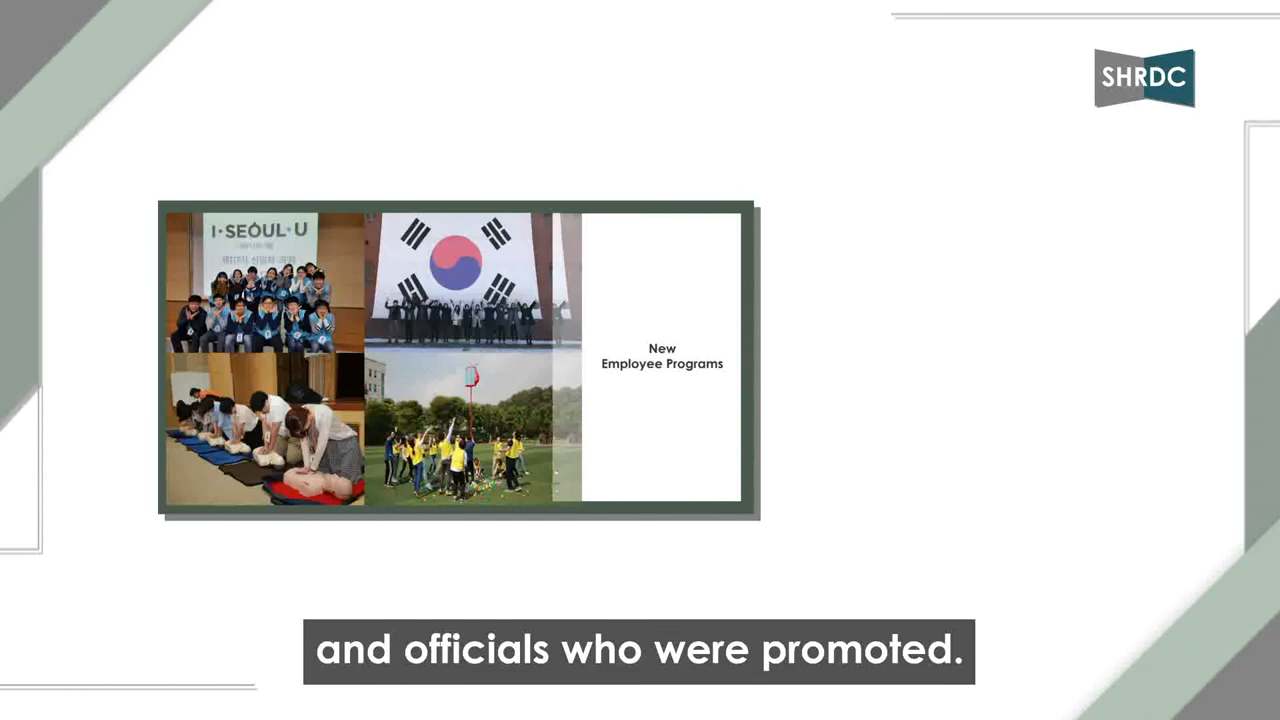 SHRDC
I·SEOUL·U
New
Employee Programs
and officials who were promoted.